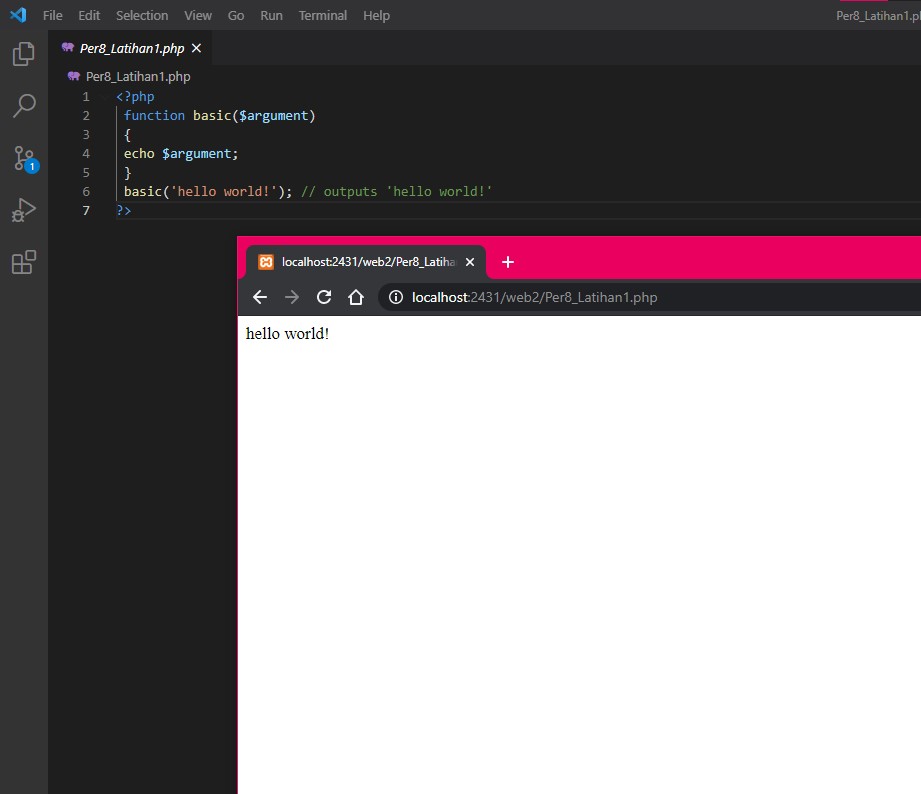 File Edit Selection View Go Run Terminal Help Per8_Latihan1.p
Per8_Latihan1.php
Per8_Latihan1.php
1 <?php
2 function basic($argument)
3 {
4 echo $argument;
5 }
6 basic('hello world!'); // outputs 'hello world!'
7 ?>
1
localhost:2431/web2/Per8_Latiha
localhost:2431/web2/Per8_Latihan1.php
hello world!